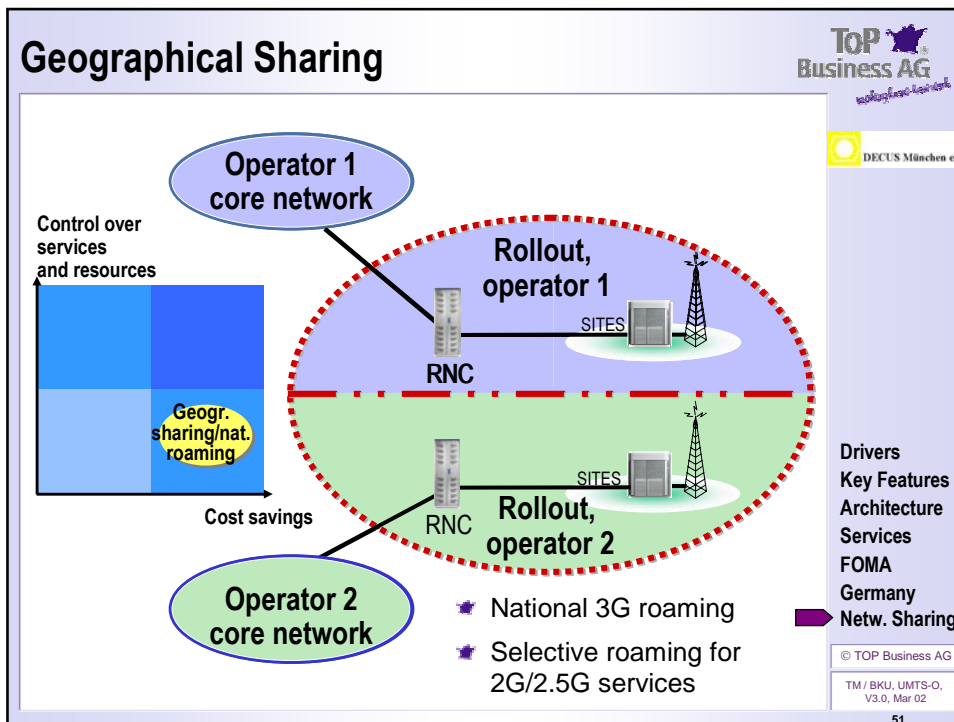 Geographical Sharing
ToP
Business AG
DECUS München e
Operator 1
core network
Control over
services
and resources
Rollout,
operator 1
SITES
RNC
Geogr.
sharing/nat.
roaming
Cost savings
SITES
RNC
Rollout,
operator 2
Operator 2
core network
National 3G roaming
Selective roaming for
2G/2.5G services
Drivers
Key Features
Architecture
Services
FOMA
Germany
Netw. Sharing
© TOP Business AG
TM / BKU, UMTS-O,
V3.0, Mar 02
51